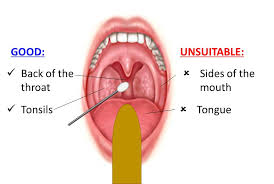 GOOD:
✓ Back of the
throat
✓ Tonsils
UNSUITABLE:
× Sides of the
mouth
× Tongue